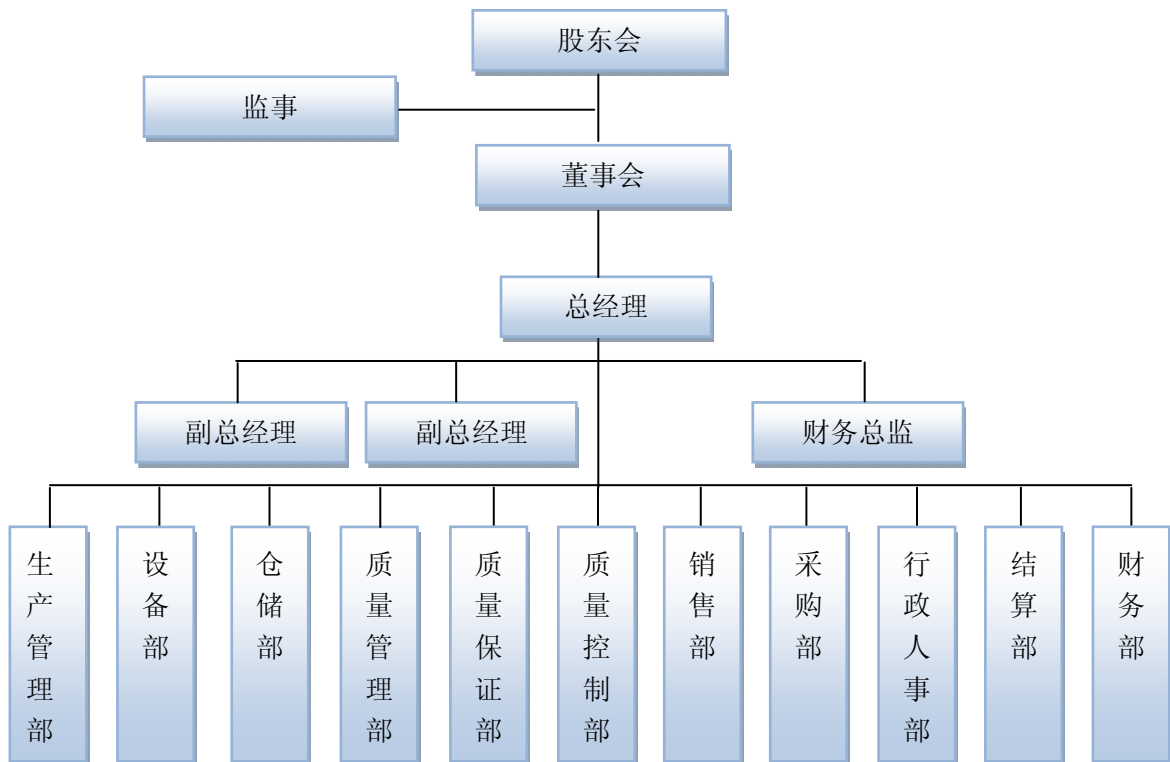 股东会
监事
董事会
总经理
副总经理
副总经理
财务总监
生产管理部
设备部
仓储部
质量管理部
质量保证部
质量控制部
销售部
采购部
行政人事部
结算部
财务部